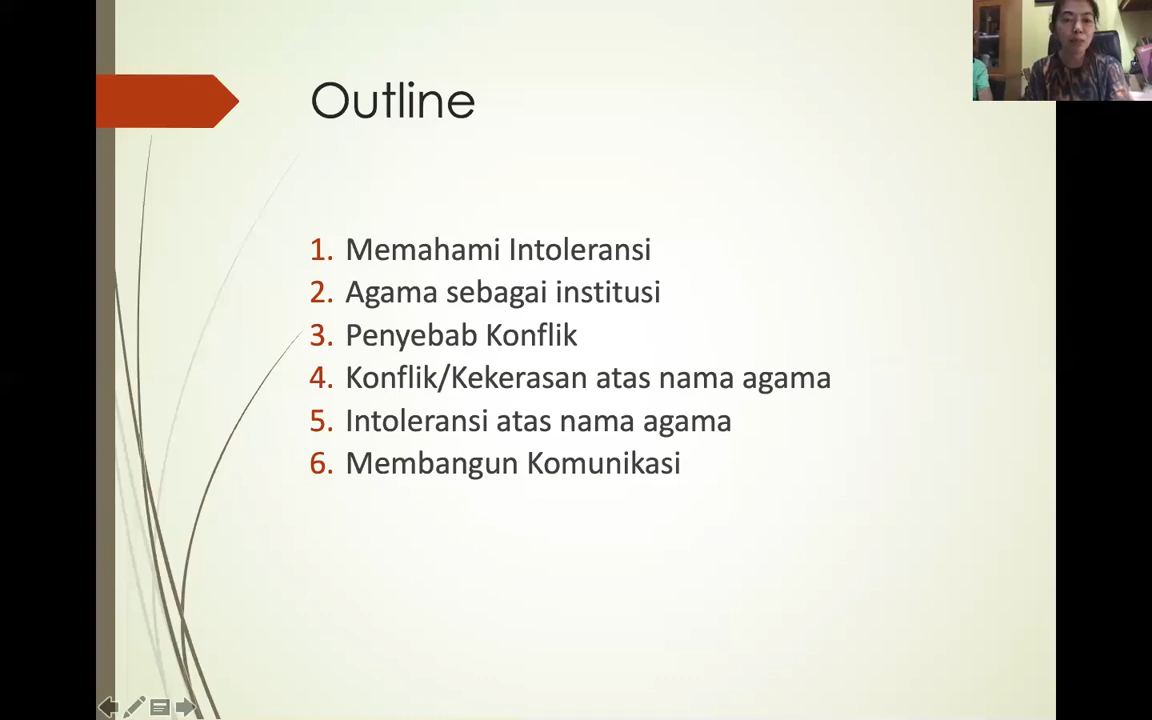 Outline
1. Memahami Intoleransi
2. Agama sebagai institusi
3. Penyebab Konflik
4. Konflik/Kekerasan atas nama agama
5. Intoleransi atas nama agama
6. Membangun Komunikasi